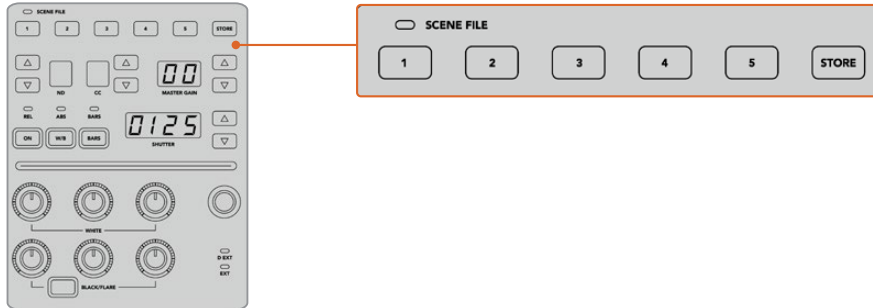 SCENE FILE
1 2 3 4 5 STORE
ND CC 00 MASTER GAIN
REL ABS BARS
ON W/B BARS
0125
SHUTTER
WHITE
D EXT
EXT
BLACK/FLARE
SCENE FILE
1 2 3 4 5 STORE